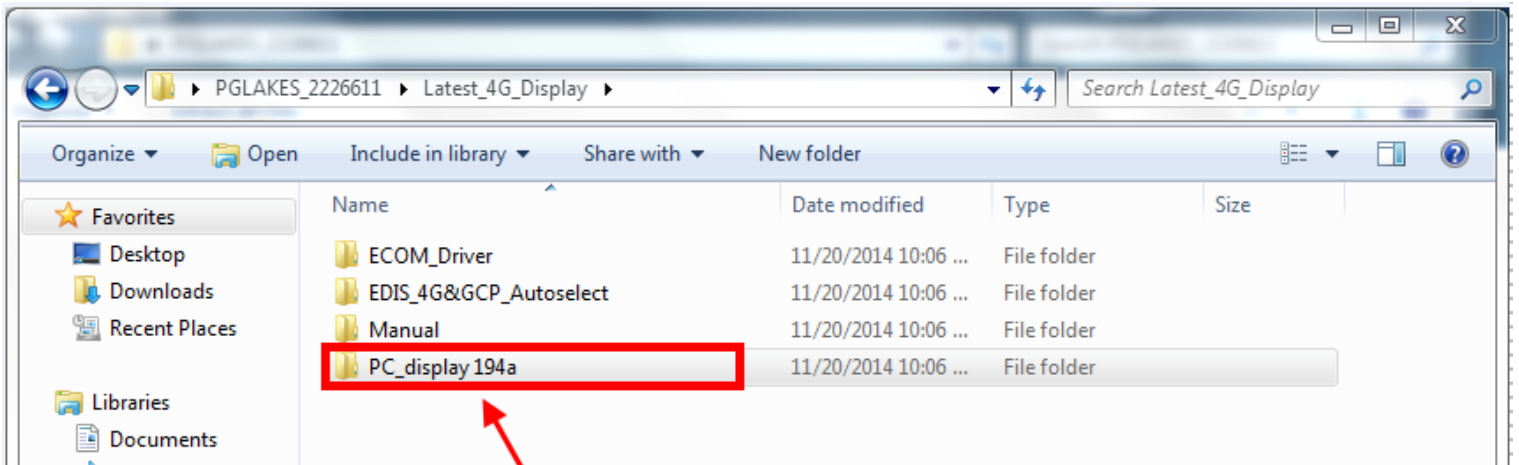 PGLAKES_2226611 Latest_4G_Display Search Latest_4G_Display
Organize Open Include in library Share with New folder
Name Date modified Type Size
Favorites
Desktop
Downloads
Recent Places
Libraries
Documents
ECOM_Driver 11/20/2014 10:06 ... File folder
EDIS_4G&GCP_Autoselect 11/20/2014 10:06 ... File folder
Manual 11/20/2014 10:06 ... File folder
PC_display 194a 11/20/2014 10:06 ... File folder